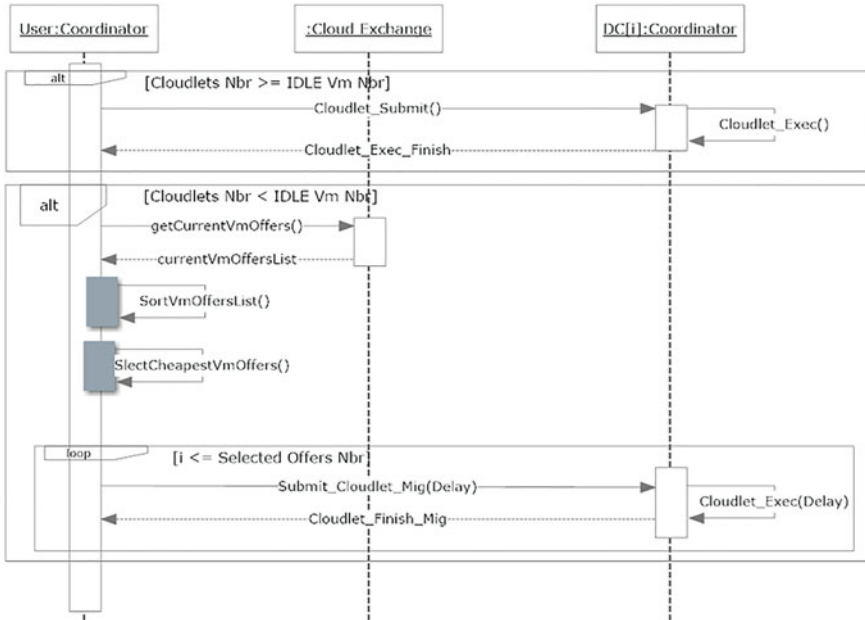 User:Coordinator
:Cloud Exchange
DC[i]:Coordinator
alt
[Cloudlets Nbr >= IDLE Vm Nbr]
Cloudlet_Submit()
Cloudlet_Exec()
Cloudlet_Exec_Finish
alt
[Cloudlets Nbr < IDLE Vm Nbr]
getCurrentVmOffers()
currentVmOffersList
SortVmOffersList()
SlectCheapestVmOffers()
loop
[i <= Selected Offers Nbr]
Submit_Cloudlet_Mig(Delay)
Cloudlet_Exec(Delay)
Cloudlet_Finish_Mig